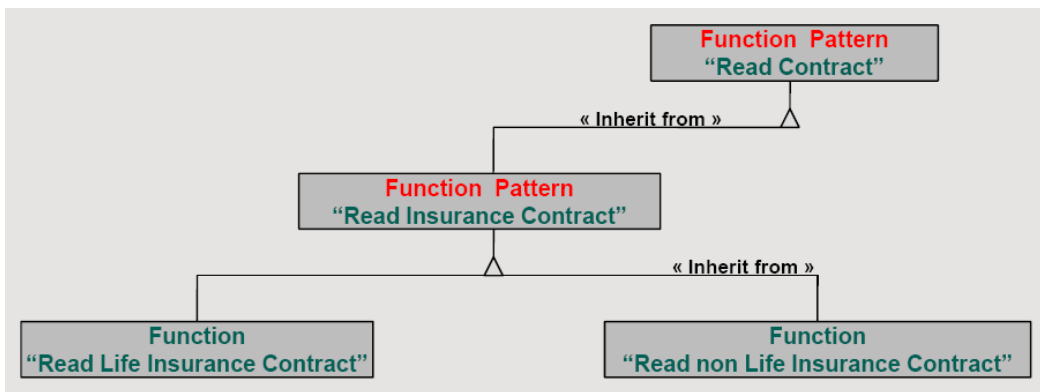 Function Pattern
“Read Contract”
« Inherit from »
Function Pattern
“Read Insurance Contract”
« Inherit from »
Function
“Read Life Insurance Contract”
Function
“Read non Life Insurance Contract”